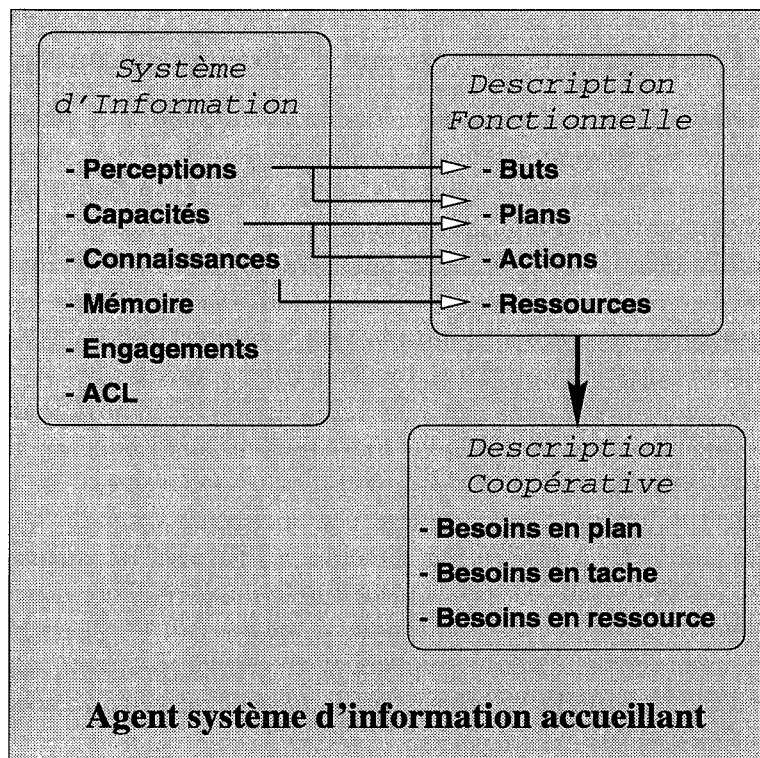 Système
d'Information
- Perceptions
- Capacités
- Connaissances
- Mémoire
- Engagements
- ACL
Description
Fonctionnelle
- Buts
- Plans
- Actions
- Ressources
Description
Coopérative
- Besoins en plan
- Besoins en tache
- Besoins en ressource
Agent système d'information accueillant